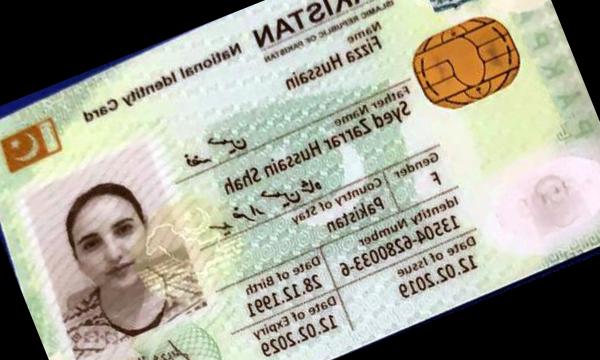 PAKISTAN
National Identity Card
ISLAMIC REPUBLIC OF PAKISTAN
Name
Fizza Hussain
Father Name
Syed Zarrar Hussain Shah
Gender
F
Country of Stay
Pakistan
Identity Number
13504-6280033-6
Date of Birth
28.12.1991
Date of Issue
12.02.2019
Date of Expiry
12.02.2029